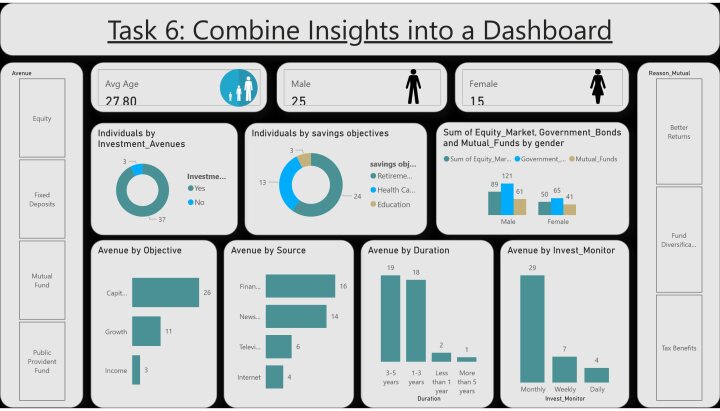 Task 6: Combine Insights into a Dashboard
Avenue
Equity
Fixed
Deposits
Mutual
Fund
Public
Provident
Fund
Avg Age
27.80
Male
25
Female
15
Reason_Mutual
Better
Returns
Fund
Diversifica...
Tax Benefits
Individuals by
Investment_Avenues
3
37
Investme...
Yes
No
Individuals by savings objectives
3
13
24
savings obj...
Retireme...
Health Ca...
Education
Sum of Equity_Market, Government_Bonds
and Mutual_Funds by gender
Sum of Equity_Mar... Government_... Mutual_Funds
89 121 61
50 65 41
Male Female
Avenue by Objective
Capit... 26
Growth 11
Income 3
Avenue by Source
Finan... 16
News... 14
Televi... 6
Internet 4
Avenue by Duration
19 18 2 1
3-5
years
1-3
years
Less
than 1
year
More
than 5
years
Duration
Avenue by Invest_Monitor
29 7 4
Monthly Weekly Daily
Invest_Monitor